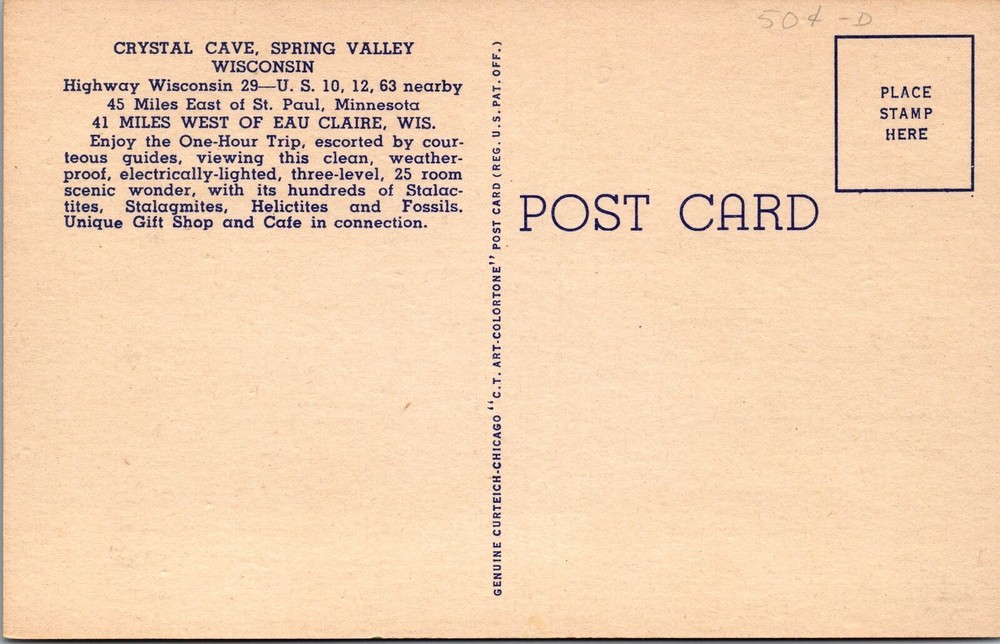 50¢ -D
CRYSTAL CAVE, SPRING VALLEY
WISCONSIN
Highway Wisconsin 29—U. S. 10, 12, 63 nearby
45 Miles East of St. Paul, Minnesota
41 MILES WEST OF EAU CLAIRE, WIS.
Enjoy the One-Hour Trip, escorted by cour-
teous guides, viewing this clean, weather-
proof, electrically-lighted, three-level, 25 room
scenic wonder, with its hundreds of Stalac-
tites, Stalagmites, Helictites and Fossils.
Unique Gift Shop and Cafe in connection.
GENUINE CURTEICH-CHICAGO "C.T. ART-COLORTONE" POST CARD (REG. U.S. PAT. OFF.)
POST CARD
PLACE
STAMP
HERE